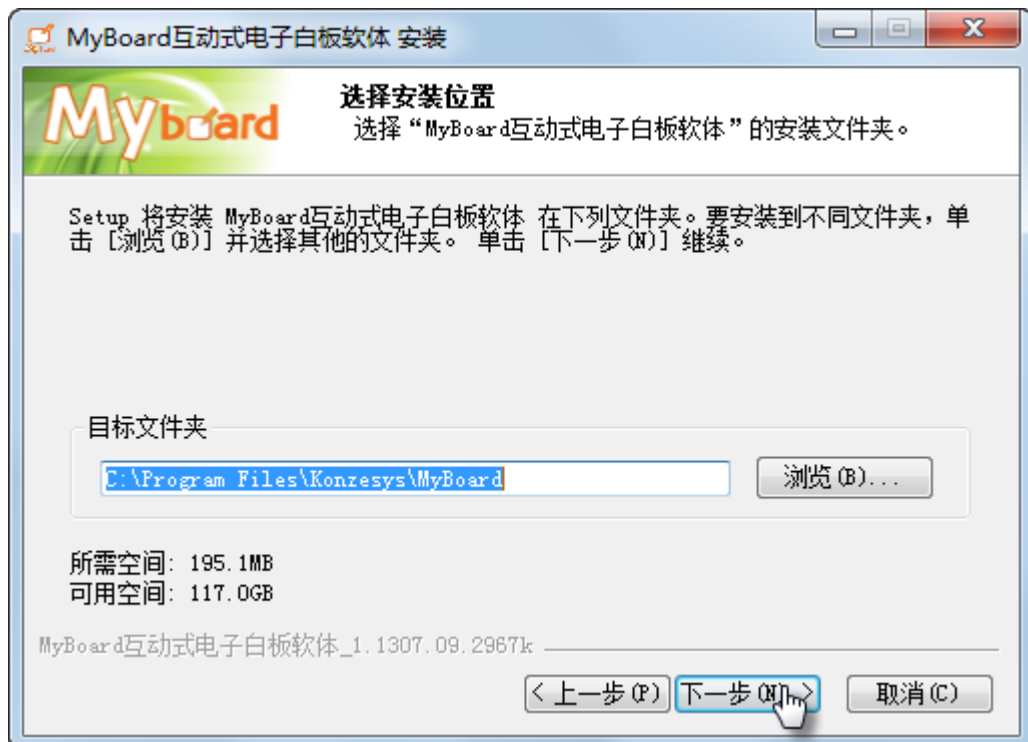 MyBoard互动式电子白板软体 安装
Myboard
选择安装位置
选择“MyBoard互动式电子白板软体”的安装文件夹。
Setup 将安装 MyBoard互动式电子白板软体 在下列文件夹。要安装到不同文件夹，单
击 [浏览(B)] 并选择其他的文件夹。 单击 [下一步(N)] 继续。
目标文件夹
C:\Program Files\Konzesys\MyBoard
浏览(B)...
所需空间: 195.1MB
可用空间: 117.0GB
MyBoard互动式电子白板软体_1.1307.09.2967k
< 上一步(P) 下一步(N) > 取消(C)